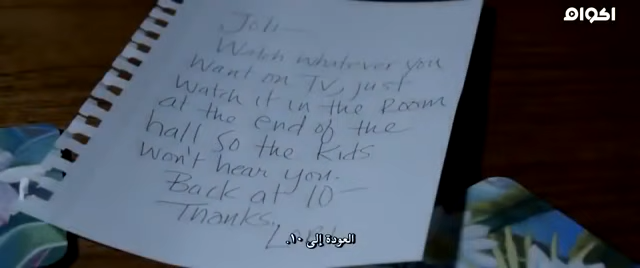 اكوام
Joli—
Watch whatever you
want on TV, just
watch it in the room
at the end of the
hall so the kids
won't hear you.
Back at 10—
Thanks,
العودة إلى ١٠.